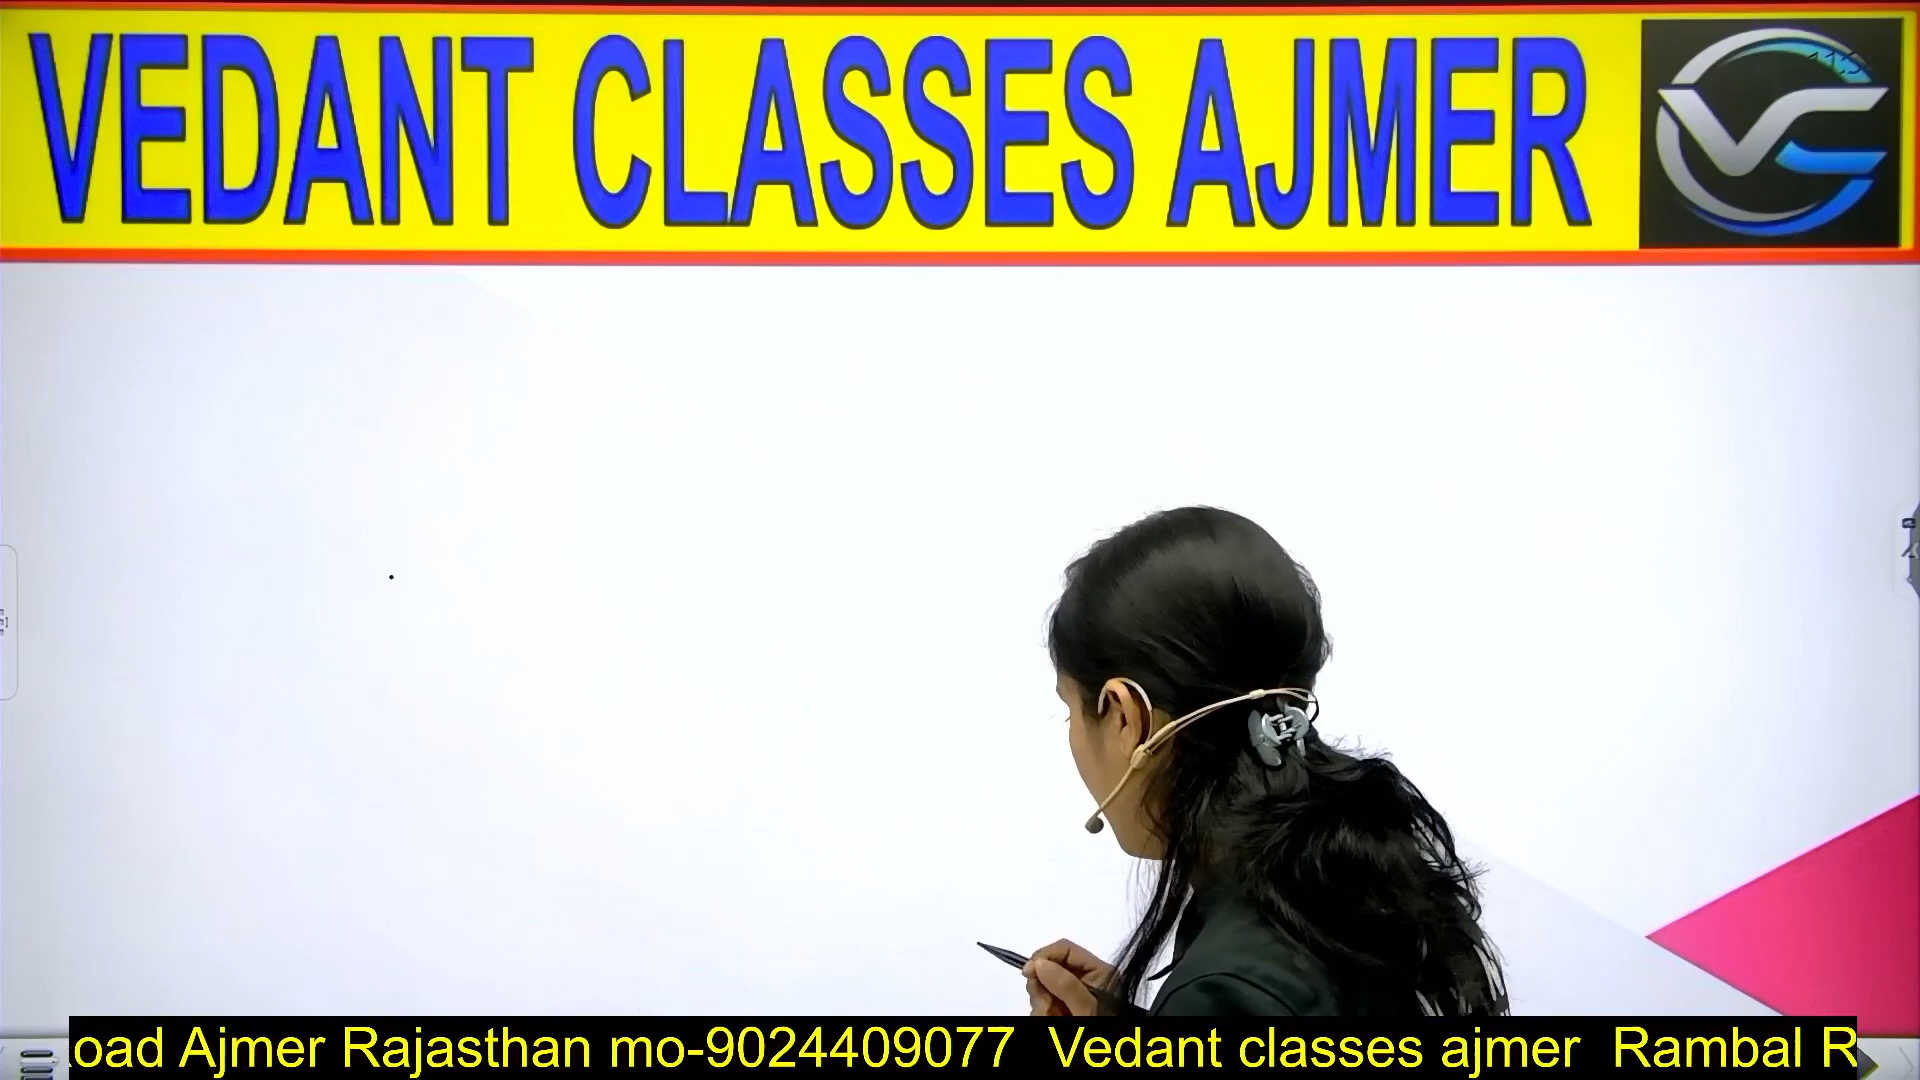 VEDANT CLASSES AJMER
oad Ajmer Rajasthan mo-9024409077 Vedant classes ajmer Rambal R